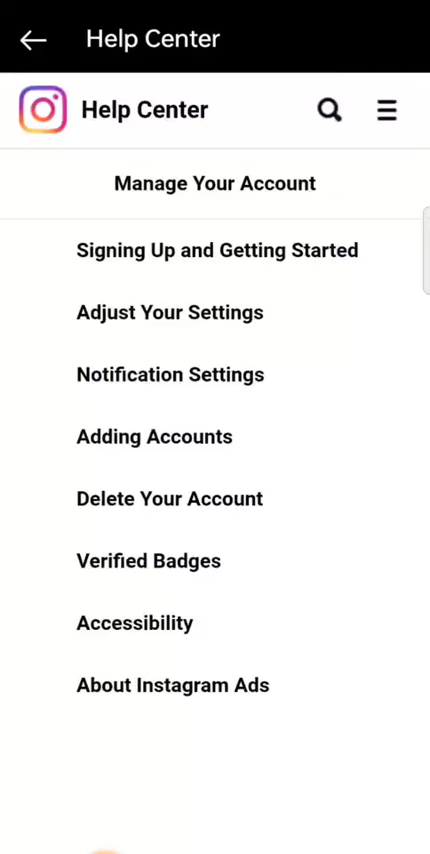 Help Center
Help Center
Manage Your Account
Signing Up and Getting Started
Adjust Your Settings
Notification Settings
Adding Accounts
Delete Your Account
Verified Badges
Accessibility
About Instagram Ads